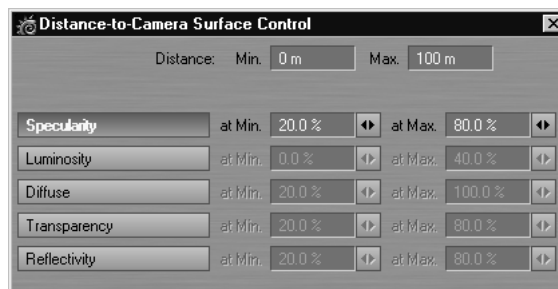 Distance-to-Camera Surface Control
Distance: Min. 0 m Max. 100 m
Specularity at Min. 20.0 % at Max. 80.0 %
Luminosity at Min. 0.0 % at Max. 40.0 %
Diffuse at Min. 20.0 % at Max. 100.0 %
Transparency at Min. 20.0 % at Max. 80.0 %
Reflectivity at Min. 20.0 % at Max. 80.0 %